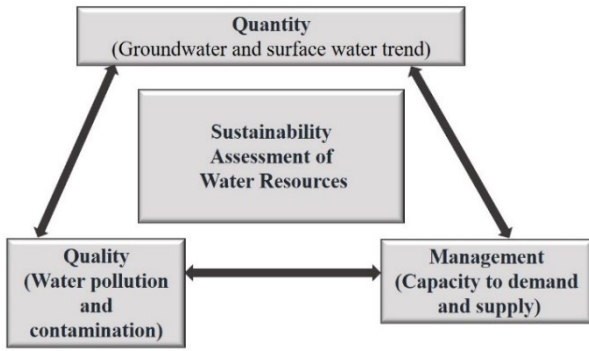 Quantity
(Groundwater and surface water trend)
Sustainability
Assessment of
Water Resources
Quality
(Water pollution
and
contamination)
Management
(Capacity to demand
and supply)